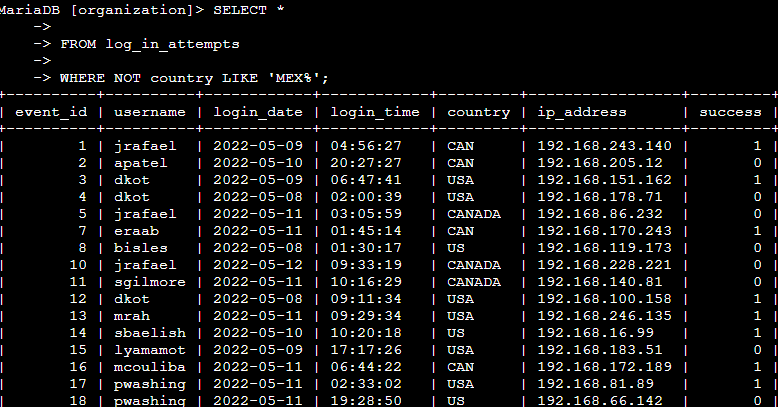 MariaDB [organization]> SELECT *
    ->
    -> FROM log_in_attempts
    ->
    -> WHERE NOT country LIKE 'MEX%';
+----------+----------+------------+------------+---------+-----------------+---------+
| event_id | username | login_date | login_time | country | ip_address      | success |
+----------+----------+------------+------------+---------+-----------------+---------+
|        1 | jrafael  | 2022-05-09 | 04:56:27   | CAN     | 192.168.243.140 |       1 |
|        2 | apatel   | 2022-05-10 | 20:27:27   | CAN     | 192.168.205.12  |       0 |
|        3 | dkot     | 2022-05-09 | 06:47:41   | USA     | 192.168.151.162 |       1 |
|        4 | dkot     | 2022-05-08 | 02:00:39   | USA     | 192.168.178.71  |       0 |
|        5 | jrafael  | 2022-05-11 | 03:05:59   | CANADA  | 192.168.86.232  |       0 |
|        7 | eraab    | 2022-05-11 | 01:45:14   | CAN     | 192.168.170.243 |       1 |
|        8 | bisles   | 2022-05-08 | 01:30:17   | US      | 192.168.119.173 |       0 |
|       10 | jrafael  | 2022-05-12 | 09:33:19   | CANADA  | 192.168.228.221 |       0 |
|       11 | sgilmore | 2022-05-11 | 10:16:29   | CANADA  | 192.168.140.81  |       0 |
|       12 | dkot     | 2022-05-08 | 09:11:34   | USA     | 192.168.100.158 |       1 |
|       13 | mrah     | 2022-05-11 | 09:29:34   | USA     | 192.168.246.135 |       1 |
|       14 | sbaelish | 2022-05-10 | 10:20:18   | US      | 192.168.16.99   |       1 |
|       15 | lyamamot | 2022-05-09 | 17:17:26   | USA     | 192.168.183.51  |       0 |
|       16 | mcouliba | 2022-05-11 | 06:44:22   | CAN     | 192.168.172.189 |       1 |
|       17 | pwashing | 2022-05-11 | 02:33:02   | USA     | 192.168.81.89   |       1 |
|       18 | pwashing | 2022-05-11 | 19:28:50   | US      | 192.168.66.142  |       0 |